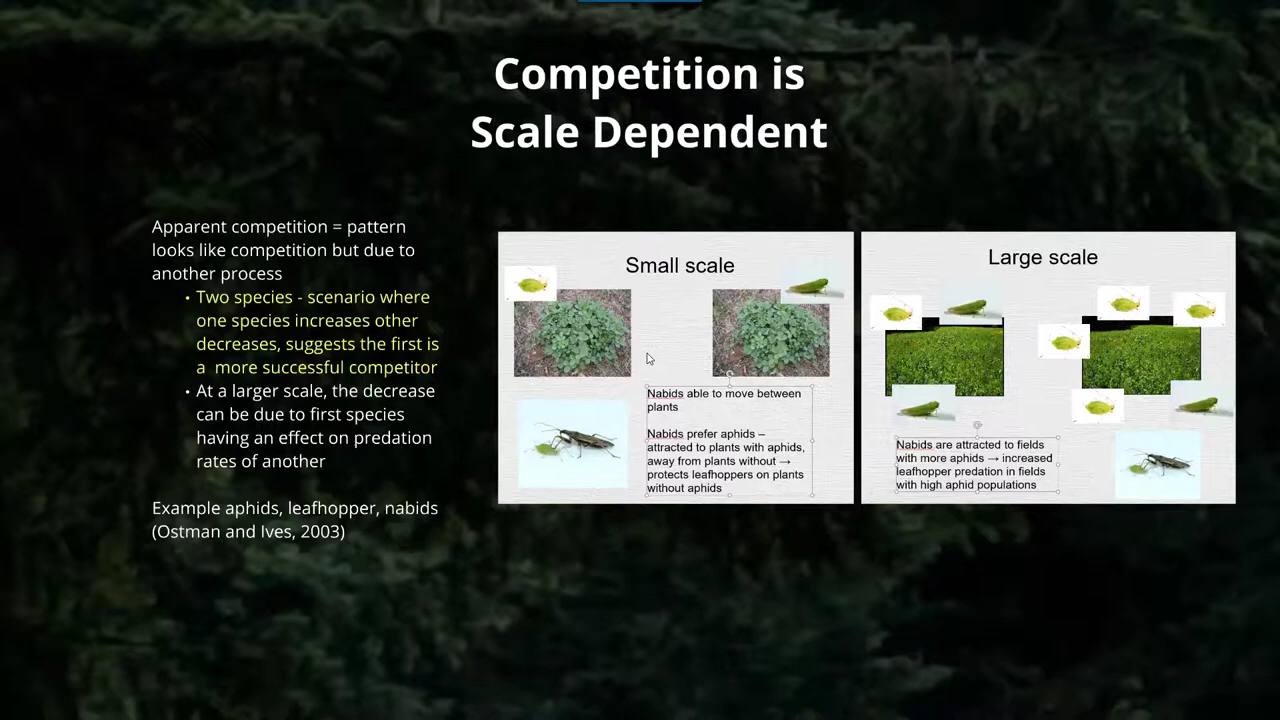 Competition is
Scale Dependent
Apparent competition = pattern
looks like competition but due to
another process
• Two species - scenario where
one species increases other
decreases, suggests the first is
a more successful competitor
• At a larger scale, the decrease
can be due to first species
having an effect on predation
rates of another
Example aphids, leafhopper, nabids
(Ostman and Ives, 2003)
Small scale
Nabids able to move between
plants
Nabids prefer aphids –
attracted to plants with aphids,
away from plants without →
protects leafhoppers on plants
without aphids
Large scale
Nabids are attracted to fields
with more aphids → increased
leafhopper predation in fields
with high aphid populations